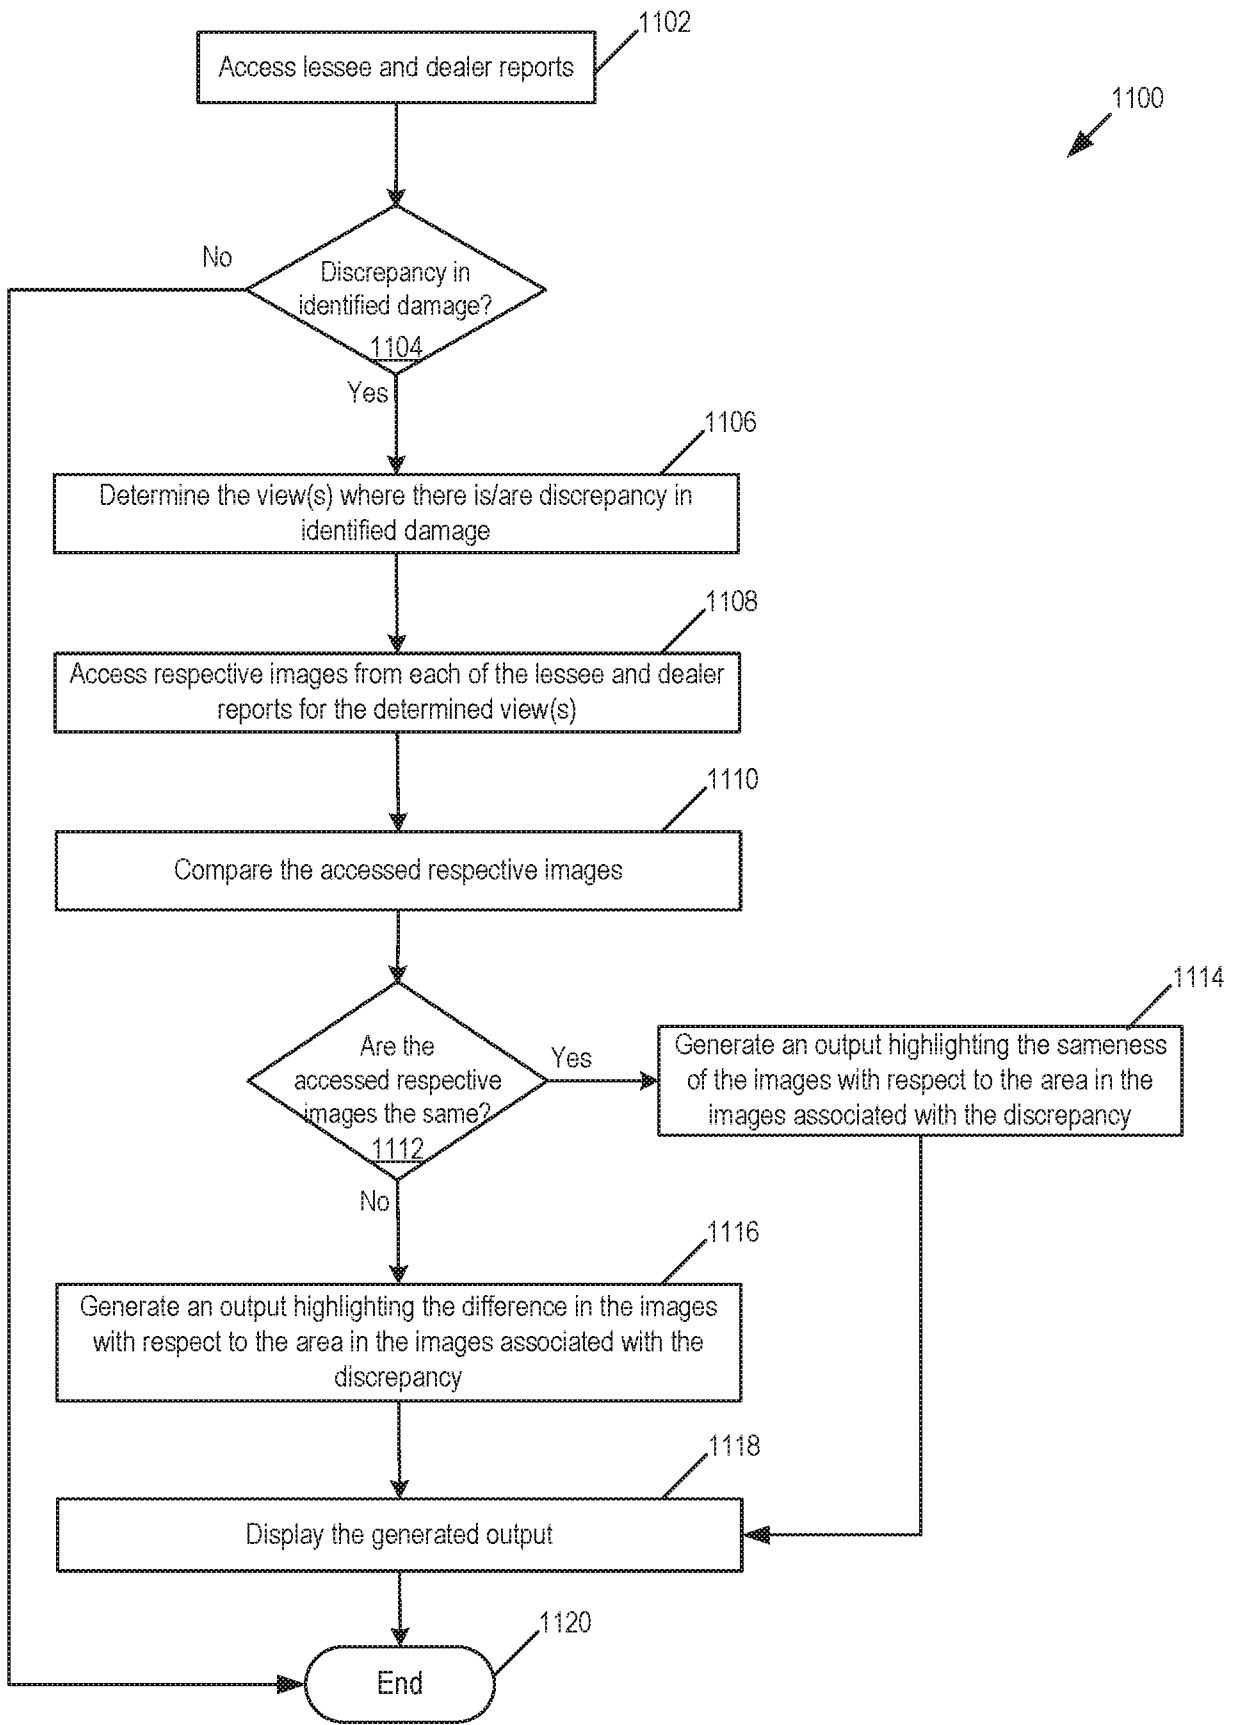 1102
Access lessee and dealer reports
1100
No
Discrepancy in
identified damage?
1104
Yes
1106
Determine the view(s) where there is/are discrepancy in
identified damage
1108
Access respective images from each of the lessee and dealer
reports for the determined view(s)
1110
Compare the accessed respective images
1114
Are the
accessed respective
images the same?
1112
Yes
Generate an output highlighting the sameness
of the images with respect to the area in the
images associated with the discrepancy
No
1116
Generate an output highlighting the difference in the images
with respect to the area in the images associated with the
discrepancy
1118
Display the generated output
1120
End